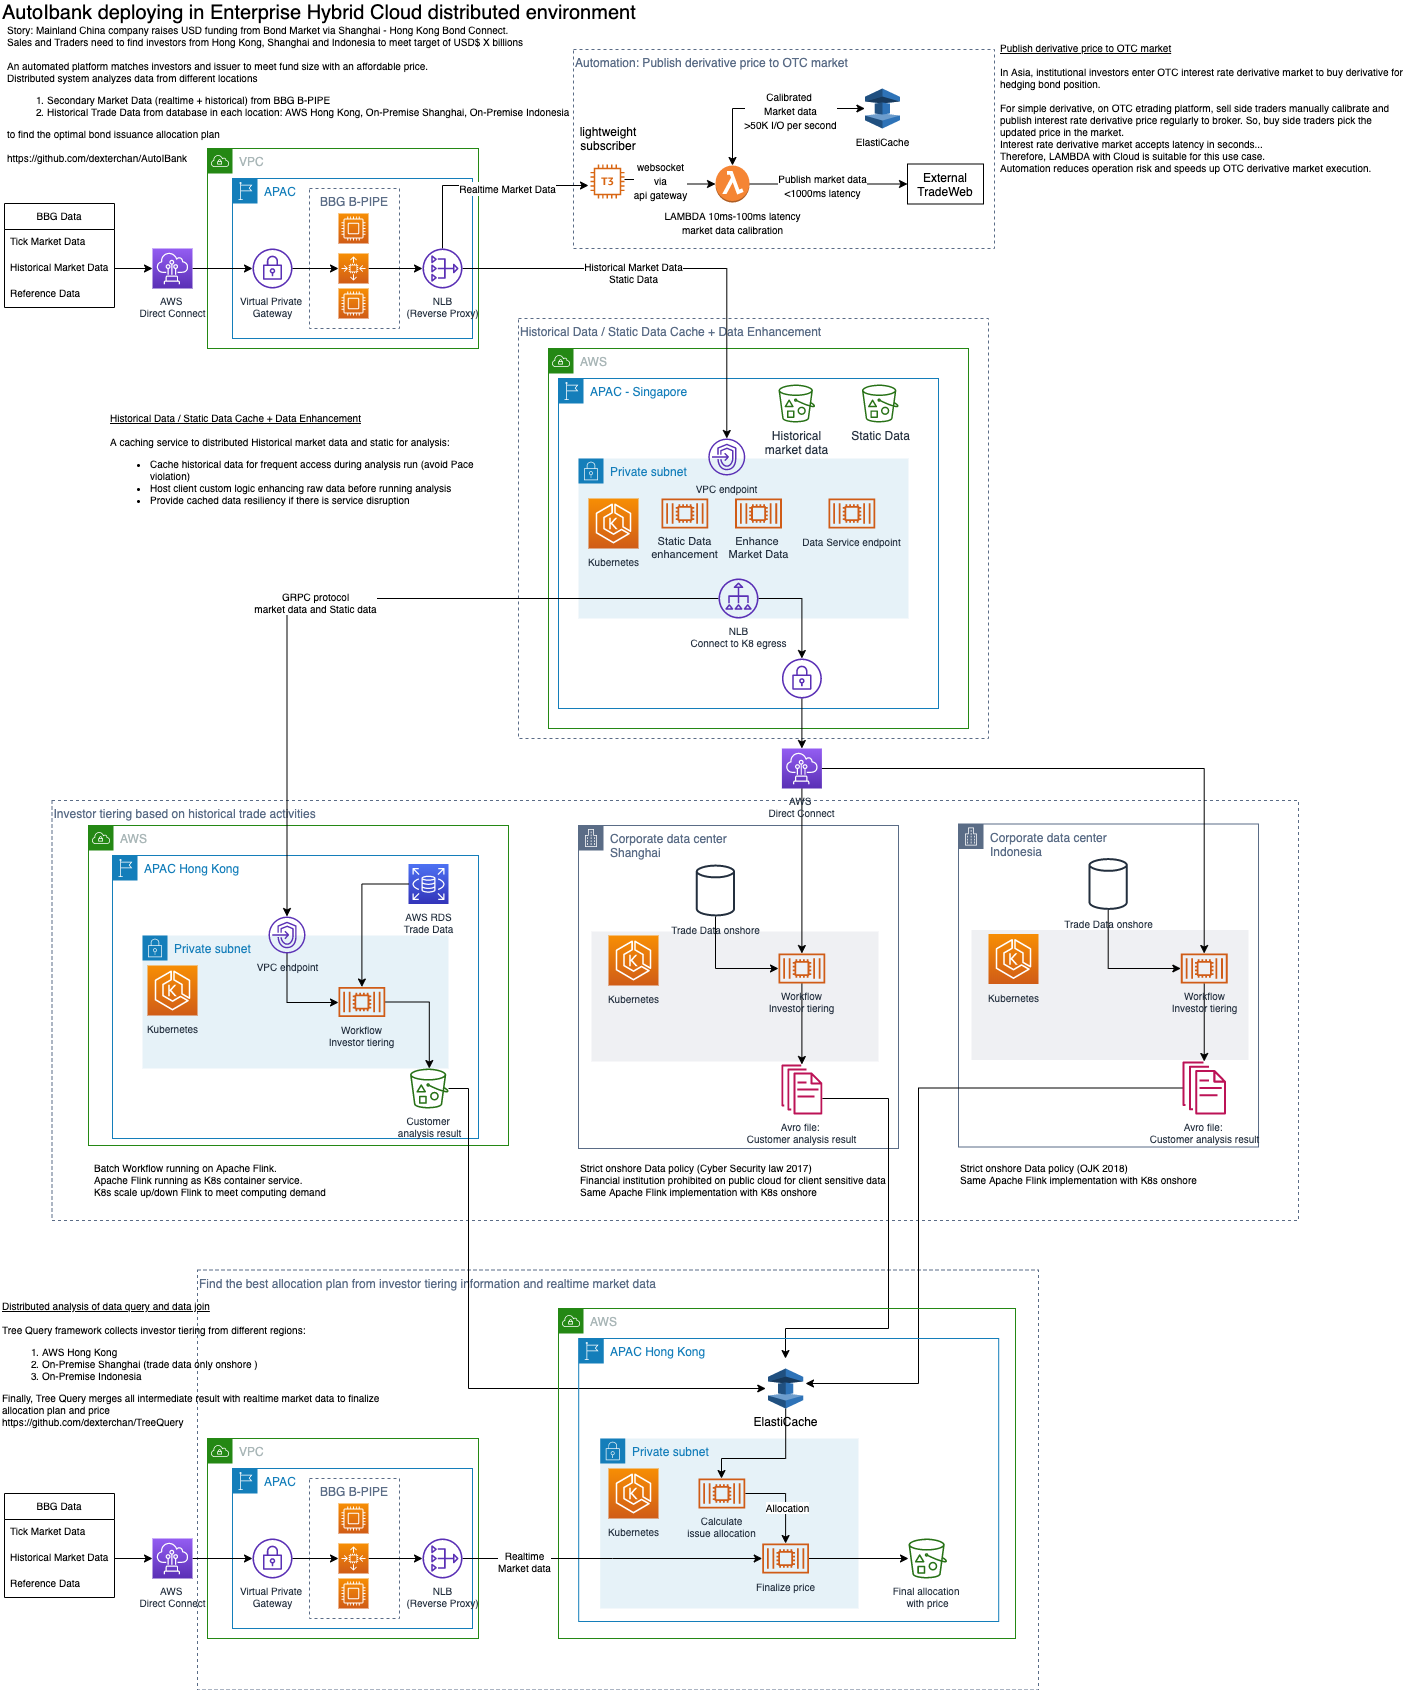 AutoIbank deploying in Enterprise Hybrid Cloud distributed environment
Story: Mainland China company raises USD funding from Bond Market via Shanghai - Hong Kong Bond Connect.
Sales and Traders need to find investors from Hong Kong, Shanghai and Indonesia to meet target of USD$ X billions
An automated platform matches investors and issuer to meet fund size with an affordable price.
Distributed system analyzes data from different locations
1. Secondary Market Data (realtime + historical) from BBG B-PIPE
2. Historical Trade Data from database in each location: AWS Hong Kong, On-Premise Shanghai, On-Premise Indonesia
to find the optimal bond issuance allocation plan
https://github.com/dexterchan/AutoIBank
Automation: Publish derivative price to OTC market
lightweight
subscriber
T3
websocket
via
api gateway
Calibrated
Market data
>50K I/O per second
ElastiCache
LAMBDA 10ms-100ms latency
market data calibration
Publish market data
<1000ms latency
External
TradeWeb
Publish derivative price to OTC market
In Asia, institutional investors enter OTC interest rate derivative market to buy derivative for
hedging bond position.
For simple derivative, on OTC etrading platform, sell side traders manually calibrate and
publish interest rate derivative price regularly to broker. So, buy side traders pick the
updated price in the market.
Interest rate derivative market accepts latency in seconds...
Therefore, LAMBDA with Cloud is suitable for this use case.
Automation reduces operation risk and speeds up OTC derivative market execution.
BBG Data
Tick Market Data
Historical Market Data
Reference Data
AWS
Direct Connect
VPC
APAC
BBG B-PIPE
Virtual Private
Gateway
NLB
(Reverse Proxy)
Realtime Market Data
Historical Market Data
Static Data
Historical Data / Static Data Cache + Data Enhancement
AWS
APAC - Singapore
Historical
market data
Static Data
Private subnet
VPC endpoint
Kubernetes
Static Data
enhancement
Enhance
Market Data
Data Service endpoint
NLB
Connect to K8 egress
Historical Data / Static Data Cache + Data Enhancement
A caching service to distributed Historical market data and static for analysis:
• Cache historical data for frequent access during analysis run (avoid Pace
violation)
• Host client custom logic enhancing raw data before running analysis
• Provide cached data resiliency if there is service disruption
GRPC protocol
market data and Static data
AWS
Direct Connect
Investor tiering based on historical trade activities
AWS
APAC Hong Kong
AWS RDS
Trade Data
Private subnet
VPC endpoint
Kubernetes
Workflow
Investor tiering
Customer
analysis result
Batch Workflow running on Apache Flink.
Apache Flink running as K8s container service.
K8s scale up/down Flink to meet computing demand
Corporate data center
Shanghai
Trade Data onshore
Kubernetes
Workflow
Investor tiering
Avro file:
Customer analysis result
Strict onshore Data policy (Cyber Security law 2017)
Financial institution prohibited on public cloud for client sensitive data
Same Apache Flink implementation with K8s onshore
Corporate data center
Indonesia
Trade Data onshore
Kubernetes
Workflow
Investor tiering
Avro file:
Customer analysis result
Strict onshore Data policy (OJK 2018)
Same Apache Flink implementation with K8s onshore
Find the best allocation plan from investor tiering information and realtime market data
Distributed analysis of data query and data join
Tree Query framework collects investor tiering from different regions:
1. AWS Hong Kong
2. On-Premise Shanghai (trade data only onshore )
3. On-Premise Indonesia
Finally, Tree Query merges all intermediate result with realtime market data to finalize
allocation plan and price
https://github.com/dexterchan/TreeQuery
BBG Data
Tick Market Data
Historical Market Data
Reference Data
AWS
Direct Connect
VPC
APAC
BBG B-PIPE
Virtual Private
Gateway
NLB
(Reverse Proxy)
Realtime
Market data
AWS
APAC Hong Kong
ElastiCache
Private subnet
Kubernetes
Calculate
issue allocation
Allocation
Finalize price
Final allocation
with price